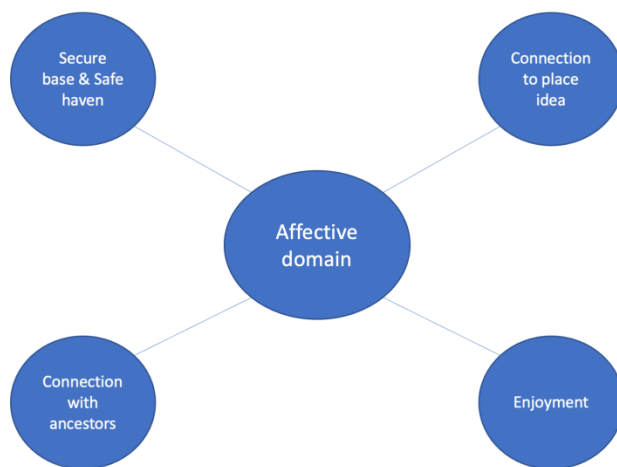 Secure
base & Safe
haven
Connection
to place
idea
Affective
domain
Connection
with
ancestors
Enjoyment